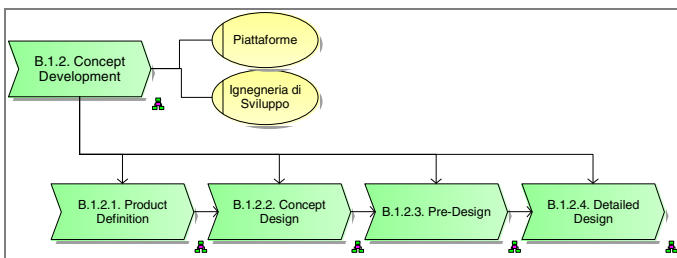 B.1.2. Concept
Development
Piattaforme
Ignegneria di
Sviluppo
B.1.2.1. Product
Definition
B.1.2.2. Concept
Design
B.1.2.3. Pre-Design
B.1.2.4. Detailed
Design